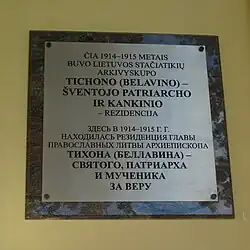 ČIA 1914–1915 METAIS
BUVO LIETUVOS STAČIATIKIŲ
ARKIVYSKUPO
TICHONO (BELAVINO) –
ŠVENTOJO PATRIARCHO
IR KANKINIO
– REZIDENCIJA
ЗДЕСЬ В 1914–1915 Г. Г.
НАХОДИЛАСЬ РЕЗИДЕНЦИЯ ГЛАВЫ
ПРАВОСЛАВНЫХ ЛИТВЫ АРХИЕПИСКОПА
ТИХОНА (БЕЛЛАВИНА) –
СВЯТОГО, ПАТРИАРХА
И МУЧЕНИКА
ЗА ВЕРУ